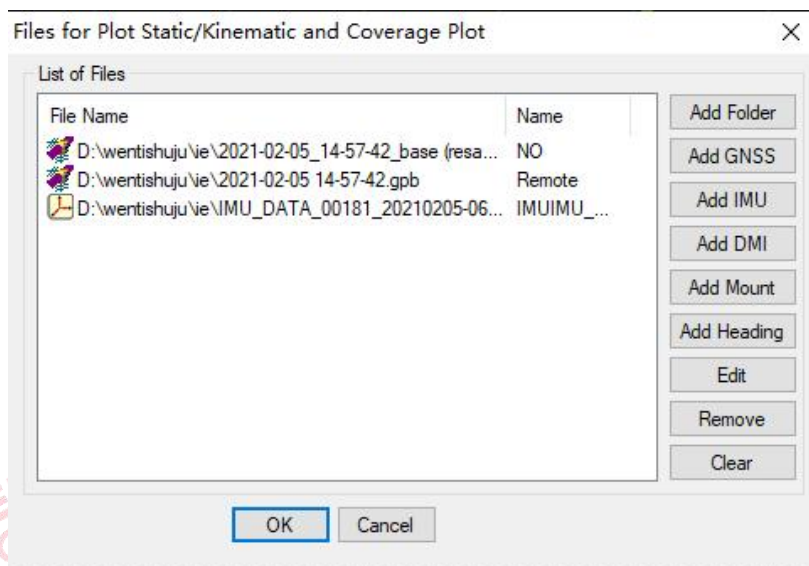 Files for Plot Static/Kinematic and Coverage Plot
List of Files
File Name Name
D:\wentishuju\ie\2021-02-05_14-57-42_base (resa... NO
D:\wentishuju\ie\2021-02-05 14-57-42.gpb Remote
D:\wentishuju\ie\IMU_DATA_00181_20210205-06... IMUIMU_...
Add Folder
Add GNSS
Add IMU
Add DMI
Add Mount
Add Heading
Edit
Remove
Clear
OK Cancel